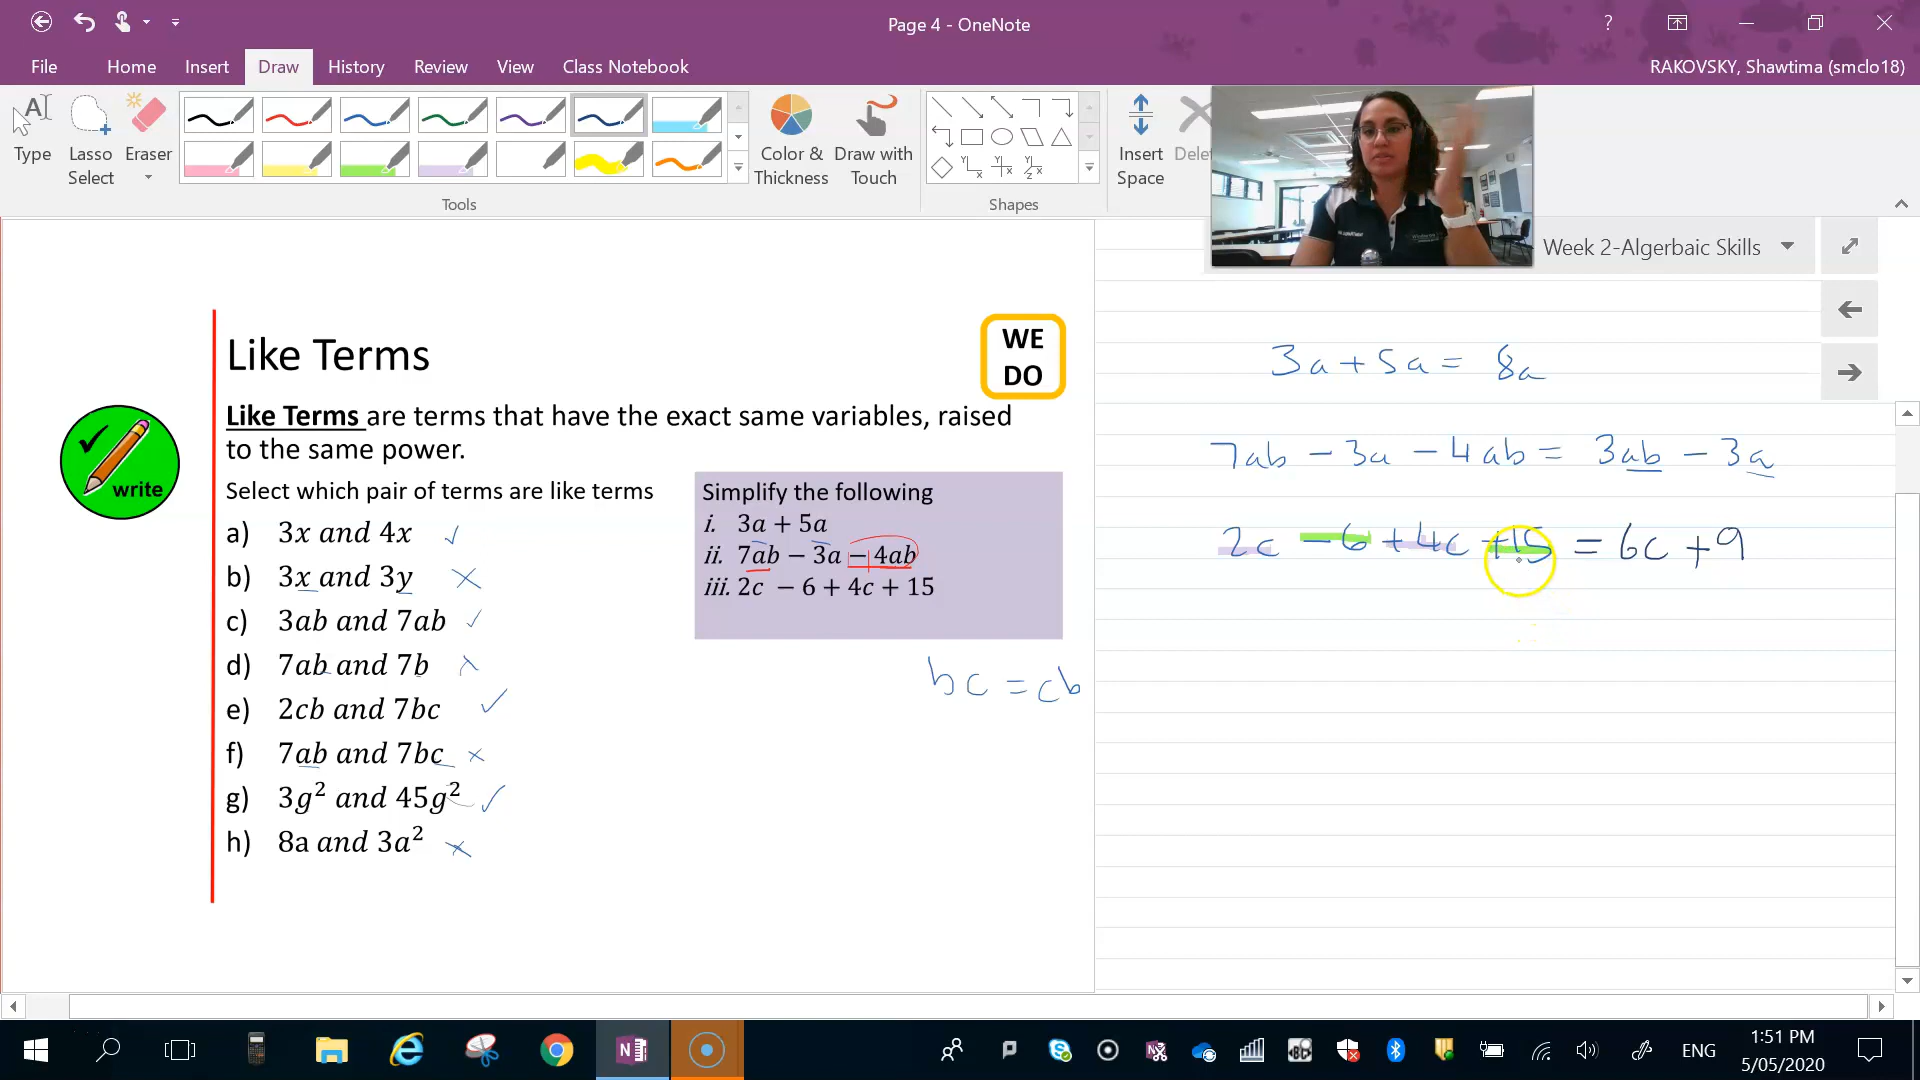 Page 4 - OneNote
?
File Home Insert Draw History Review View Class Notebook
RAKOVSKY, Shawtima (smclo18)
Type
Lasso Select
Eraser
Color & Thickness
Draw with Touch
Insert Space
Dele
Tools
Shapes
Week 2-Algerbaic Skills
Like Terms
WE
DO
write
Like Terms are terms that have the exact same variables, raised
to the same power.
Select which pair of terms are like terms
a) 3x and 4x ✓
b) 3x and 3y ×
c) 3ab and 7ab ✓
d) 7ab and 7b ×
e) 2cb and 7bc ✓
f) 7ab and 7bc ×
g) 3g² and 45g² ✓
h) 8a and 3a² ×
Simplify the following
i. 3a + 5a
ii. 7ab − 3a − 4ab
iii. 2c − 6 + 4c + 15
bc = cb
3a + 5a = 8a
7ab − 3a − 4ab = 3ab − 3a
2c − 6 + 4c + 15 = 6c + 9
ENG
1:51 PM
5/05/2020